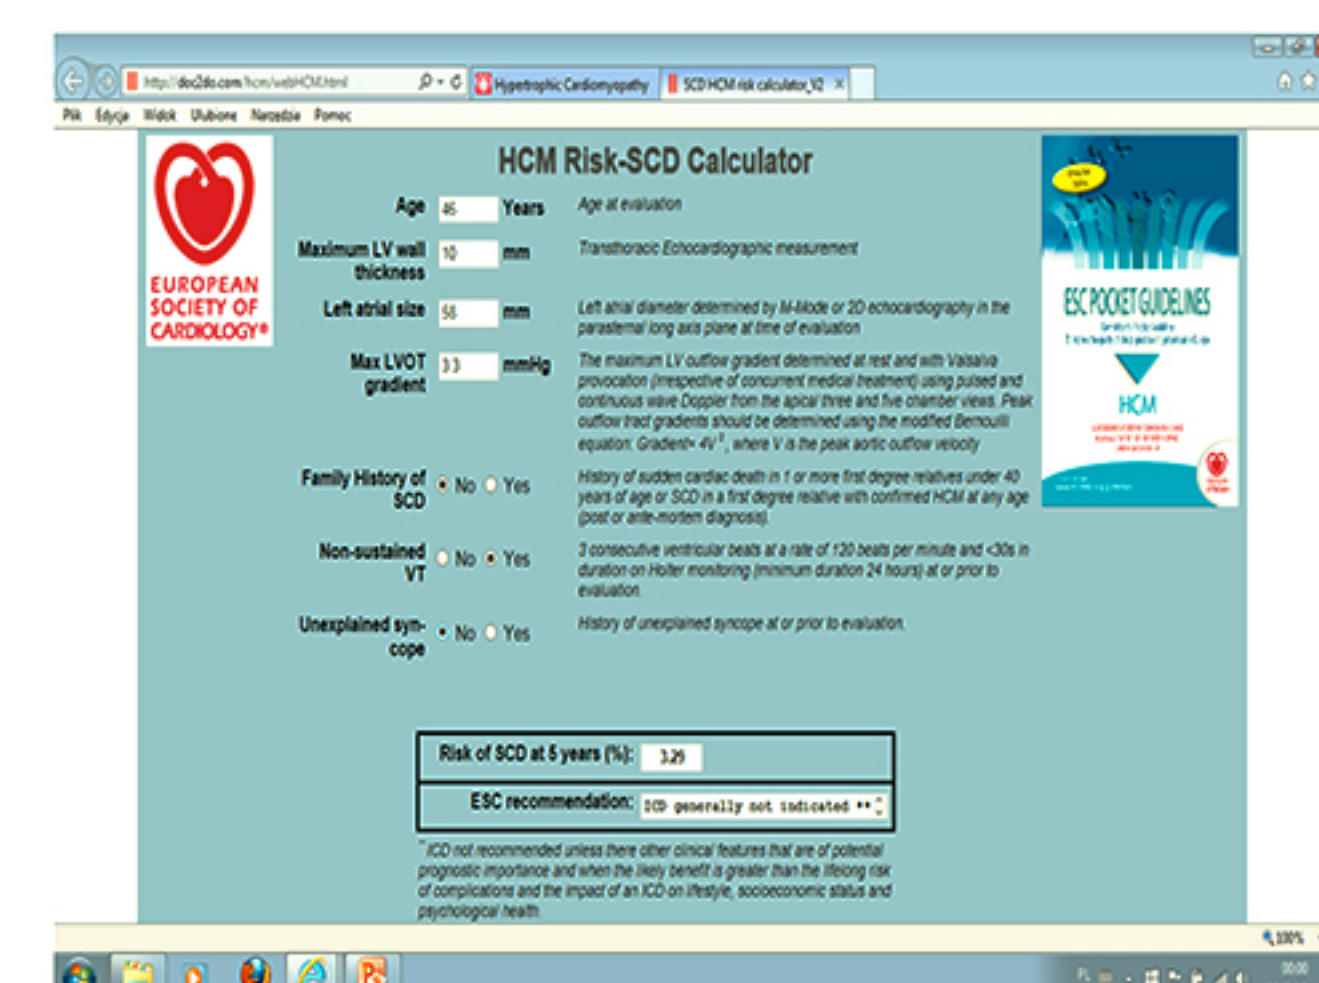 http://doc2do.com/hcm/webHCM.html
Hypertrophic Cardiomyopathy
SCD HCM risk calculator_V2
Plik Edycja Widok Ulubione Narzędzia Pomoc
HCM Risk-SCD Calculator
EUROPEAN
SOCIETY OF
CARDIOLOGY®
Age 46 Years Age at evaluation
Maximum LV wall
thickness 10 mm Transthoracic Echocardiographic measurement
Left atrial size 58 mm Left atrial diameter determined by M-Mode or 2D echocardiography in the
parasternal long axis plane at time of evaluation
Max LVOT
gradient 33 mmHg The maximum LV outflow gradient determined at rest and with Valsalva
provocation (irrespective of concurrent medical treatment) using pulsed and
continuous wave Doppler from the apical three and five chamber views. Peak
outflow tract gradients should be determined using the modified Bernouilli
equation: Gradient= 4V , where V is the peak aortic outflow velocity
Family History of
SCD No Yes History of sudden cardiac death in 1 or more first degree relatives under 40
years of age or SCD in a first degree relative with confirmed HCM at any age
(post or ante-mortem diagnosis).
Non-sustained
VT No Yes 3 consecutive ventricular beats at a rate of 120 beats per minute and <30s in
duration on Holter monitoring (minimum duration 24 hours) at or prior to
evaluation.
Unexplained syn-
cope No Yes History of unexplained syncope at or prior to evaluation.
Risk of SCD at 5 years (%): 3.29
ESC recommendation: ICD generally not indicated **
**ICD not recommended unless there other clinical features that are of potential
prognostic importance and when the likely benefit is greater than the lifelong risk
of complications and the impact of an ICD on lifestyle, socioeconomic status and
psychological health.
ESC POCKET GUIDELINES
HCM
100%
PL
00:00